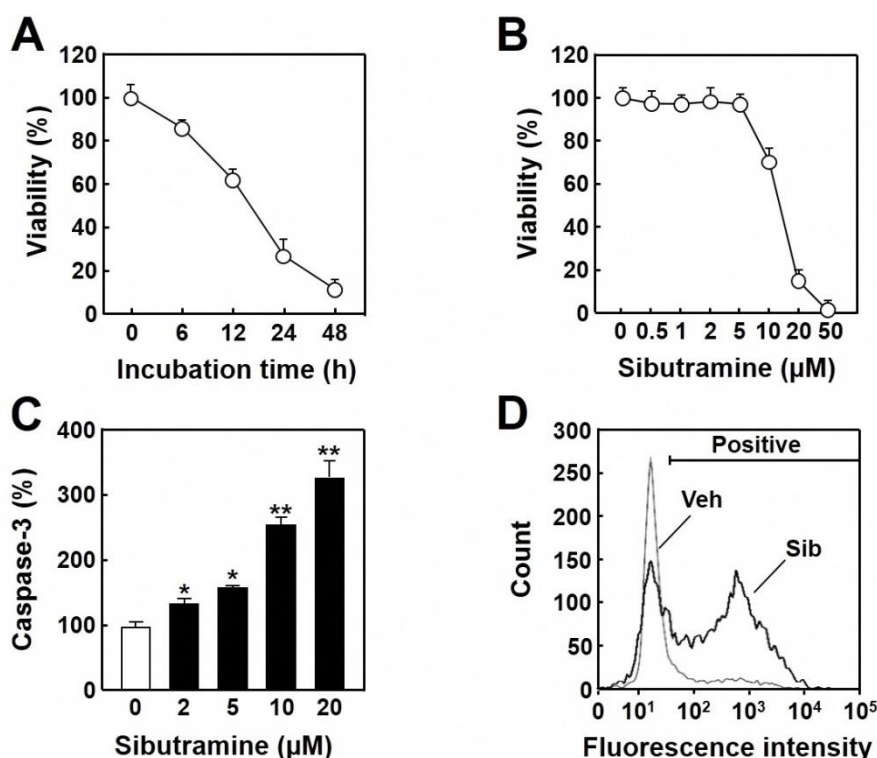 A
120
100
80
60
40
20
0
Viability (%)
0 6 12 24 48
Incubation time (h)
B
120
100
80
60
40
20
0
Viability (%)
0 0.5 1 2 5 10 20 50
Sibutramine (μM)
C
400
300
200
100
0
Caspase-3 (%)
* * ** **
0 2 5 10 20
Sibutramine (μM)
D
300
250
200
150
100
50
0
Count
Positive
Veh
Sib
0 10¹ 10² 10³ 10⁴ 10⁵
Fluorescence intensity